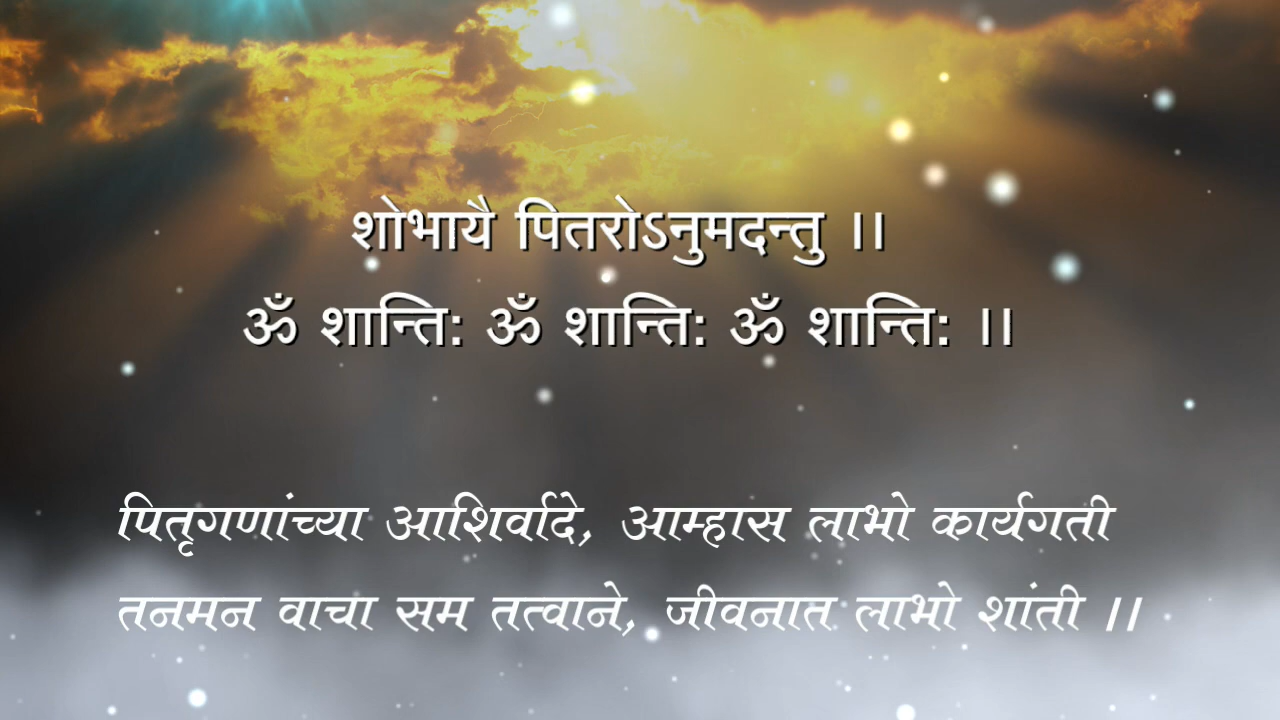 शोभायै पितरोऽनुमदन्तु ।।
ॐ शान्ति: ॐ शान्ति: ॐ शान्ति: ।।
पितृगणांच्या आशिर्वादे, आम्हास लाभो कार्यगती
तनमन वाचा सम तत्वाने, जीवनात लाभो शांती ।।